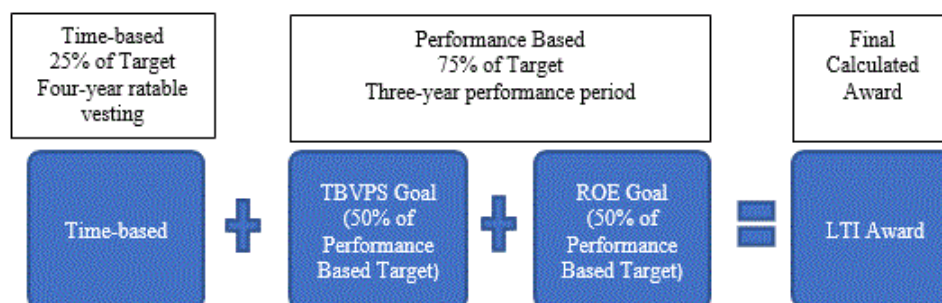 Time-based
25% of Target
Four-year ratable
vesting
Performance Based
75% of Target
Three-year performance period
Final
Calculated
Award
Time-based
TBVPS Goal
(50% of
Performance
Based Target)
ROE Goal
(50% of
Performance
Based Target)
LTI Award